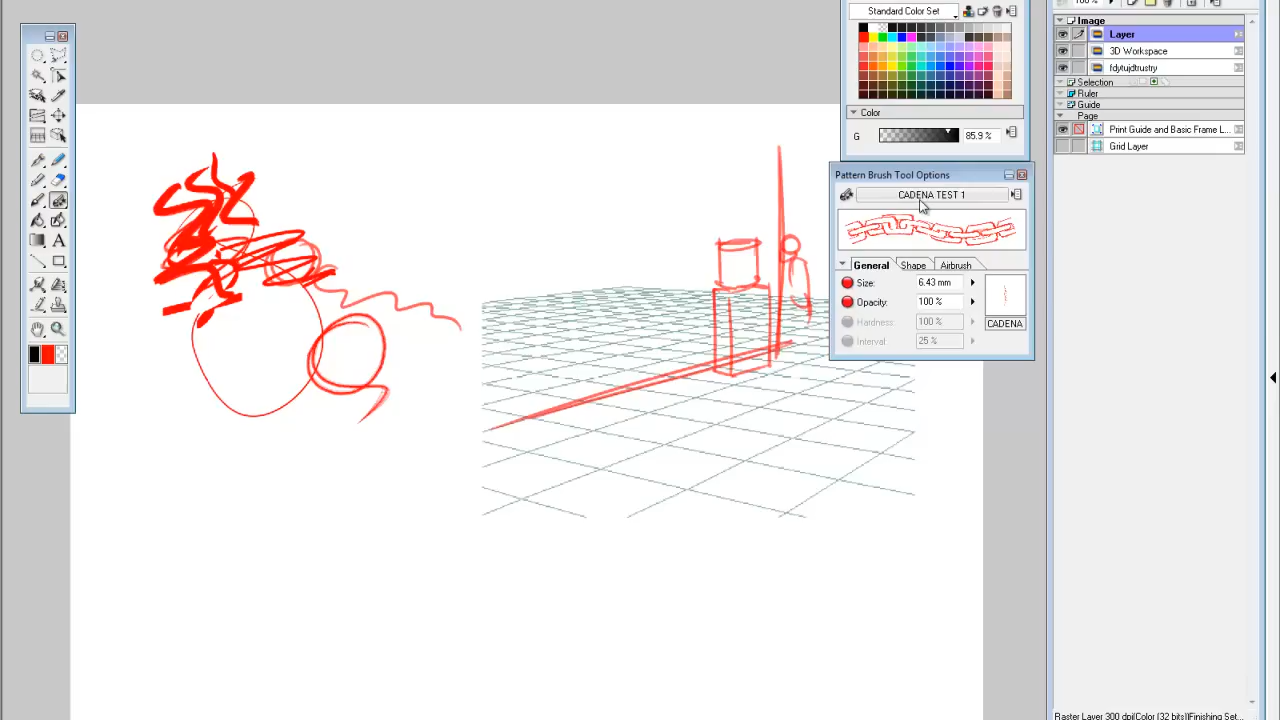 Standard Color Set
100 %
Color
G
85.9 %
Pattern Brush Tool Options
CADENA TEST 1
General
Shape
Airbrush
Size:
6.43 mm
Opacity:
100 %
Hardness:
100 %
CADENA
Interval:
25 %
A
Image
Layer
3D Workspace
fdytujdtrustry
Selection
Ruler
Guide
Page
Print Guide and Basic Frame L...
Grid Layer
Raster Layer 300 dpi(Color (32 bits)Finishing Set...